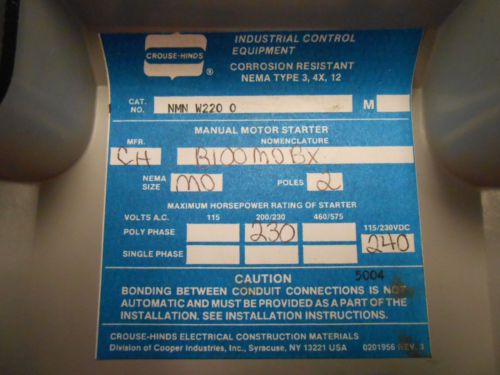 CROUSE-HINDS
®
INDUSTRIAL CONTROL
EQUIPMENT
CORROSION RESISTANT
NEMA TYPE 3, 4X, 12
CAT. NO. NMN W220 0 M
MANUAL MOTOR STARTER
MFR. NOMENCLATURE
CH B100M0BX
NEMA SIZE M0 POLES 2
MAXIMUM HORSEPOWER RATING OF STARTER
VOLTS A.C. 115 200/230 460/575
POLY PHASE 230 115/230VDC
SINGLE PHASE 240
CAUTION 5004
BONDING BETWEEN CONDUIT CONNECTIONS IS NOT
AUTOMATIC AND MUST BE PROVIDED AS A PART OF THE
INSTALLATION. SEE INSTALLATION INSTRUCTIONS.
CROUSE-HINDS ELECTRICAL CONSTRUCTION MATERIALS
Division of Cooper Industries, Inc., Syracuse, NY 13221 USA 0201956 REV. 3